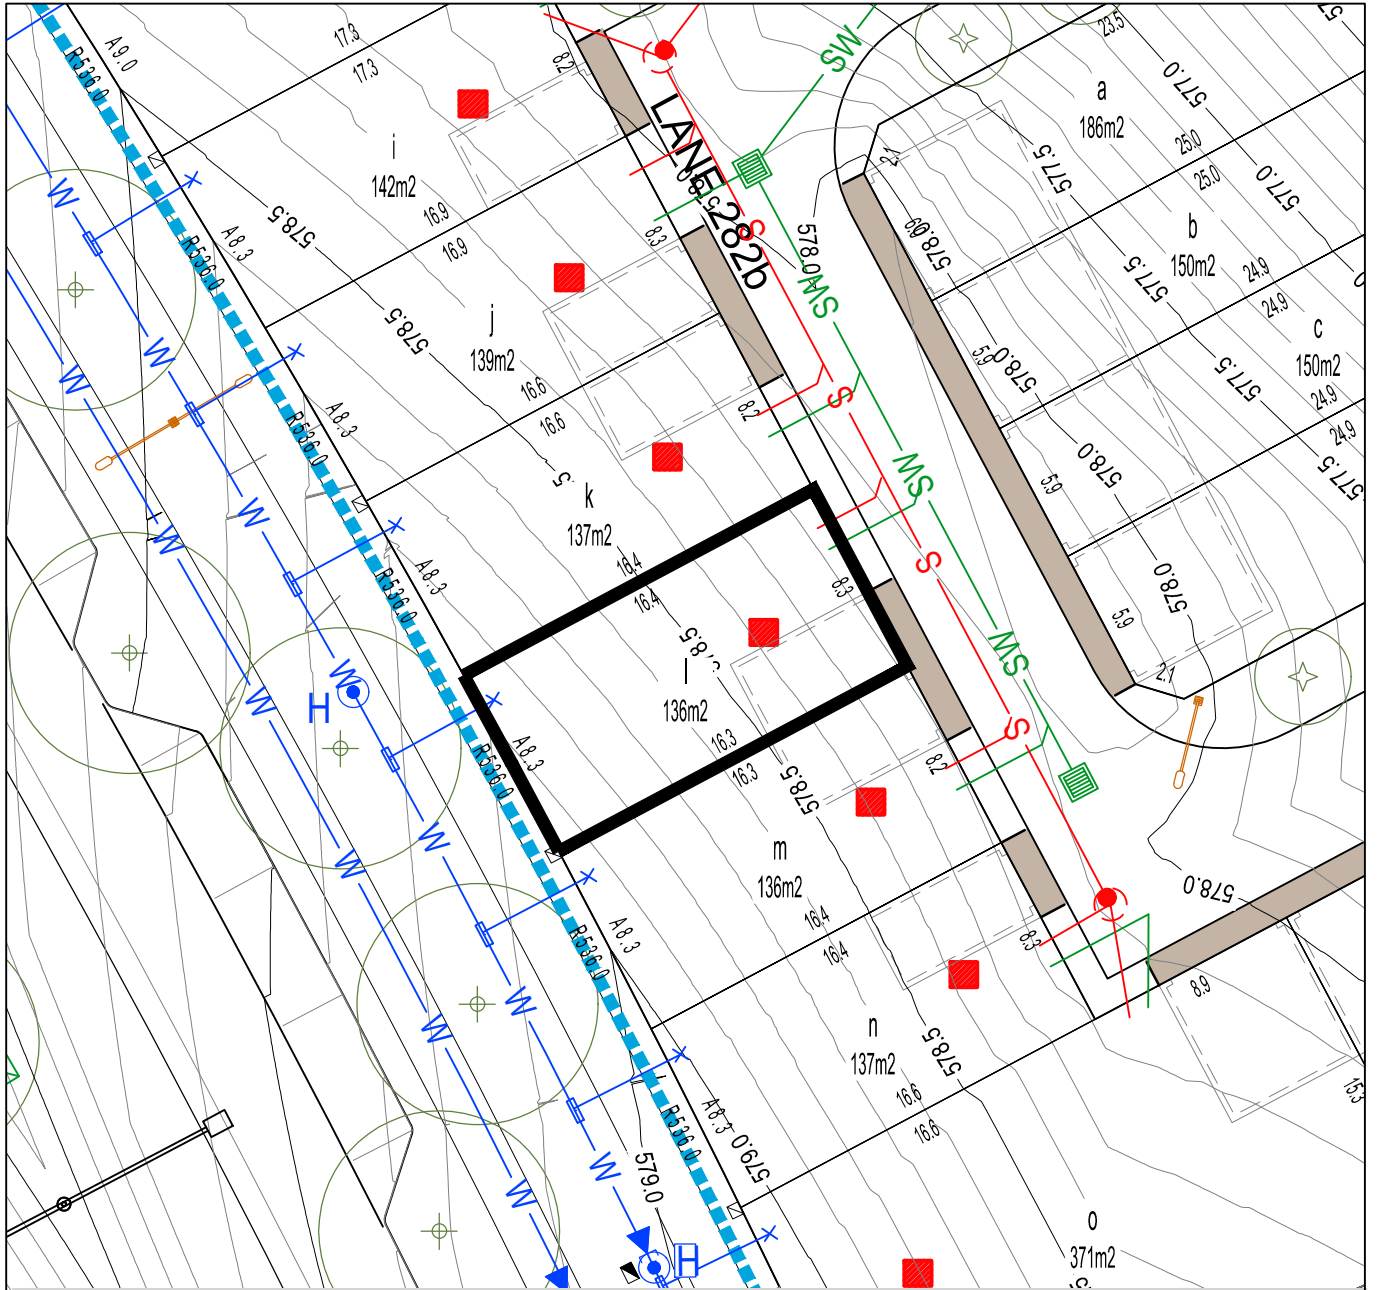 A9.0
17.3
17.3
8.2
SW
23.5
577.0
a
186m2
R536.0
i
142m2
LANE 282b
2.1
25.0
25.0
577.5
577.0
W
578.5
A8.3
R536.0
16.9
16.9
8.3
S
578.0
578.0
b
150m2
24.9
24.9
577.5
SW
j
139m2
578.5
c
150m2
W
W
16.6
16.6
A8.3
R536.0
8.2
S
5.9
578.0
577.5
24.9
24.9
577.5
k
137m2
SW
5.9
578.0
W
W
16.4
16.4
A8.3
R536.0
8.3
S
5.9
578.0
l
136m2
SW
2.1
H
W
W
16.3
16.3
A8.3
R536.0
578.5
S
8.2
m
136m2
W
W
16.4
16.4
578.0
A8.3
R536.0
8.3
8.9
n
137m2
578.5
W
W
16.6
16.6
15.3
A8.3
R536.0
579.0
579.0
W
W
H
o
371m2